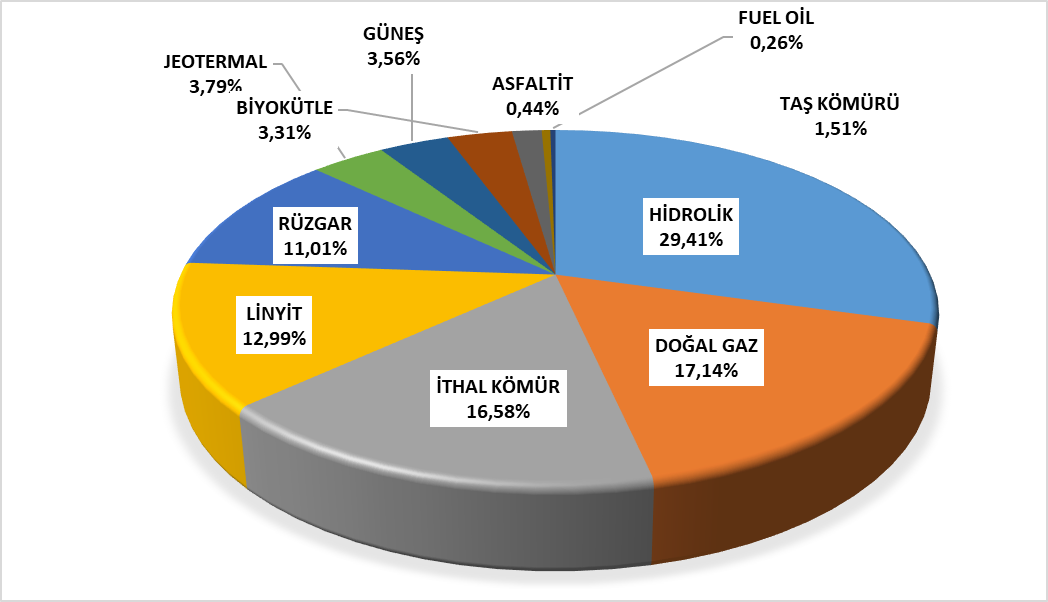 FUEL OİL
0,26%
GÜNEŞ
3,56%
JEOTERMAL
3,79%
ASFALTİT
0,44%
BİYOKÜTLE
3,31%
TAŞ KÖMÜRÜ
1,51%
HİDROLİK
29,41%
RÜZGAR
11,01%
LİNYİT
12,99%
DOĞAL GAZ
17,14%
İTHAL KÖMÜR
16,58%